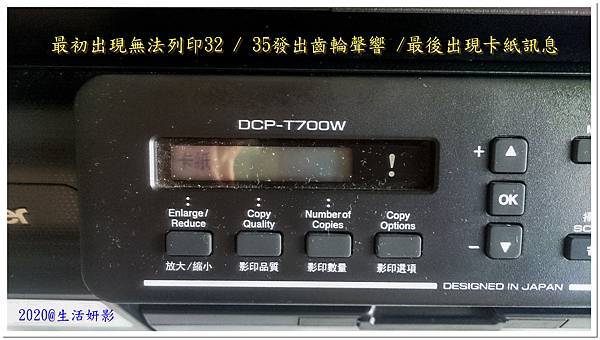 最初出現無法列印32 / 35發出齒輪聲響 /最後出現卡紙訊息
DCP-T700W
卡紙
!
+
OK
−
Enlarge/
Reduce
Copy
Quality
Number of
Copies
Copy
Options
放大/縮小
影印品質
影印數量
影印選項
SC
DESIGNED IN JAPAN
2020@生活妍影